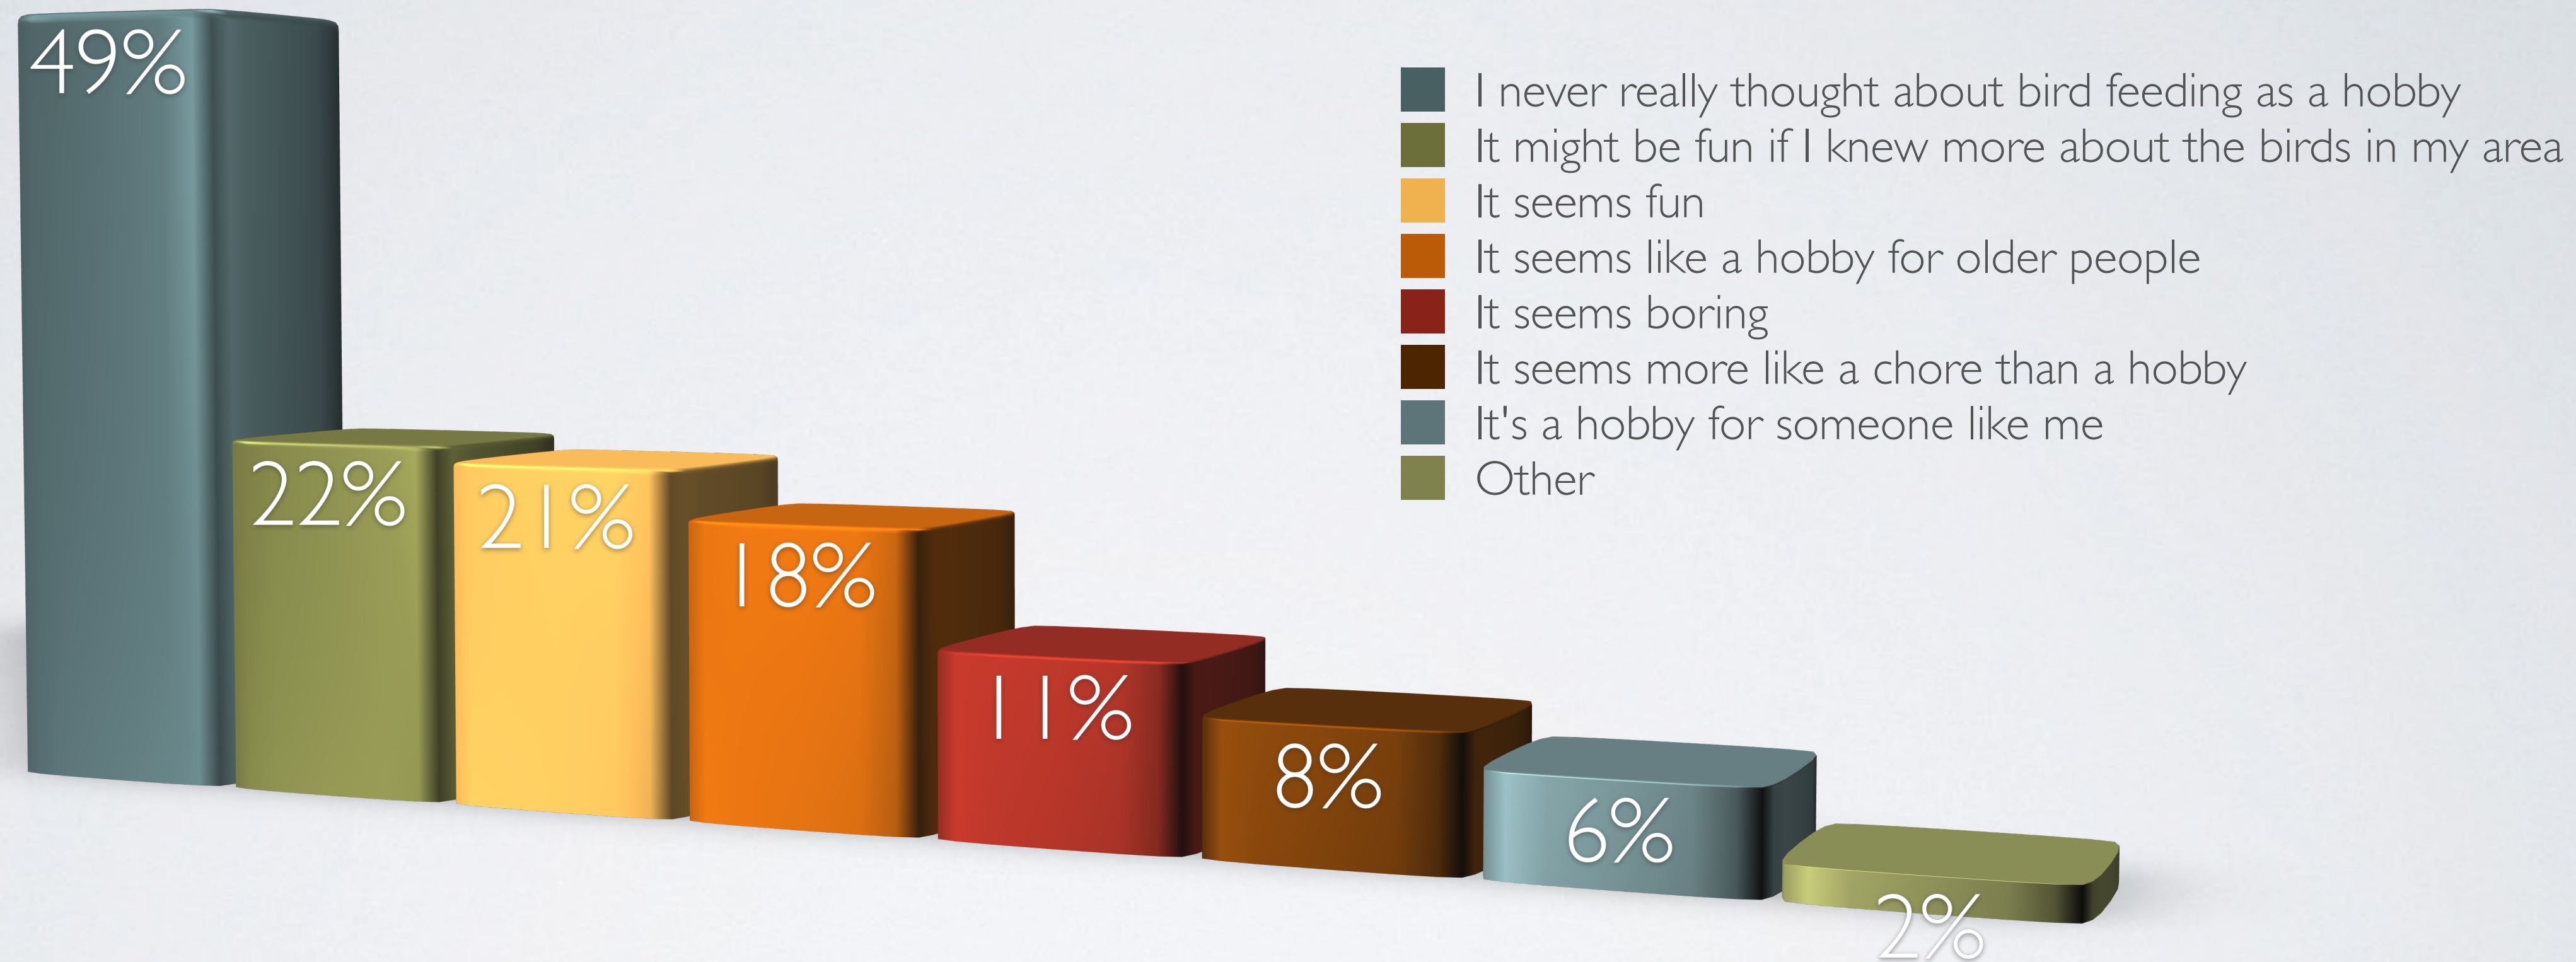 49%
22%
21%
18%
11%
8%
6%
2%
I never really thought about bird feeding as a hobby
It might be fun if I knew more about the birds in my area
It seems fun
It seems like a hobby for older people
It seems boring
It seems more like a chore than a hobby
It's a hobby for someone like me
Other